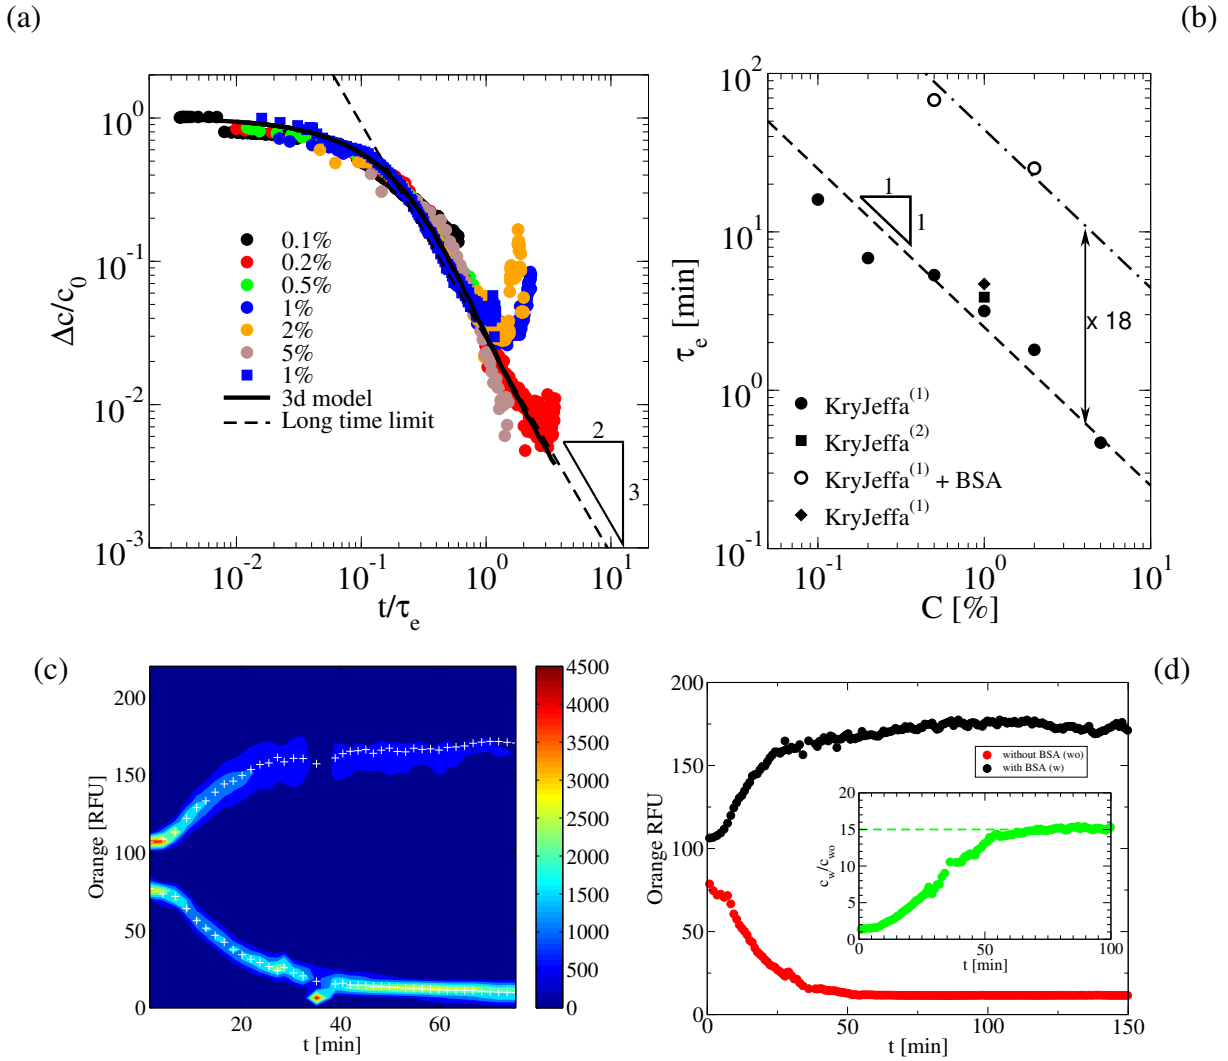 (a)
(b)
10^0
10^-1
10^-2
10^-3
Δc/c_0
10^-2
10^-1
10^0
10^1
t/τ_e
0.1%
0.2%
0.5%
1%
2%
5%
1%
3d model
Long time limit
2
3
10^2
10^1
10^0
10^-1
τ_e [min]
10^-1
10^0
10^1
C [%]
1
1
x 18
KryJeffa^(1)
KryJeffa^(2)
KryJeffa^(1) + BSA
KryJeffa^(1)
(c)
(d)
200
150
100
50
0
Orange [RFU]
20
40
60
t [min]
4500
4000
3500
3000
2500
2000
1500
1000
500
0
200
150
100
50
0
Orange RFU
0
50
100
150
t [min]
without BSA (wo)
with BSA (w)
20
15
10
5
0
c_w/c_wo
0
50
100
t [min]